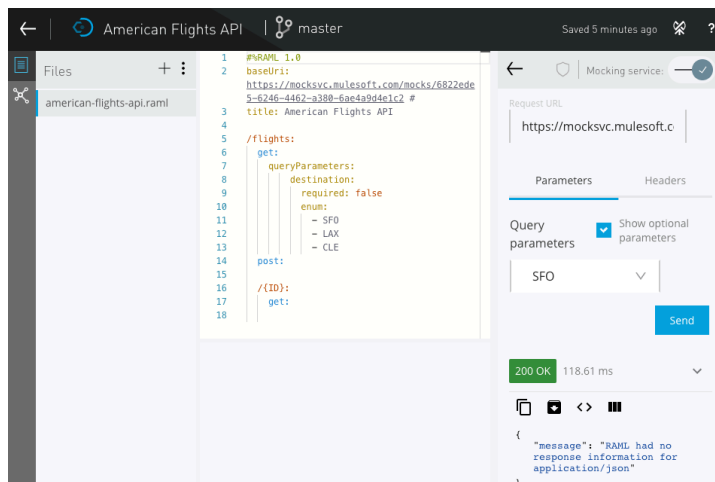 American Flights API
master
Saved 5 minutes ago
?
Files
american-flights-api.raml
1 #%RAML 1.0
2 baseUri:
https://mocksvc.mulesoft.com/mocks/6822ede
5-6246-4462-a380-6ae4a9d4e1c2 #
3 title: American Flights API
4
5 /flights:
6 get:
7 queryParameters:
8 destination:
9 required: false
10 enum:
11 - SFO
12 - LAX
13 - CLE
14 post:
15
16 /{ID}:
17 get:
18
Mocking service:
Request URL
https://mocksvc.mulesoft.c
Parameters
Headers
Query
parameters
Show optional
parameters
SFO
Send
200 OK 118.61 ms
{
"message": "RAML had no
response information for
application/json"
}